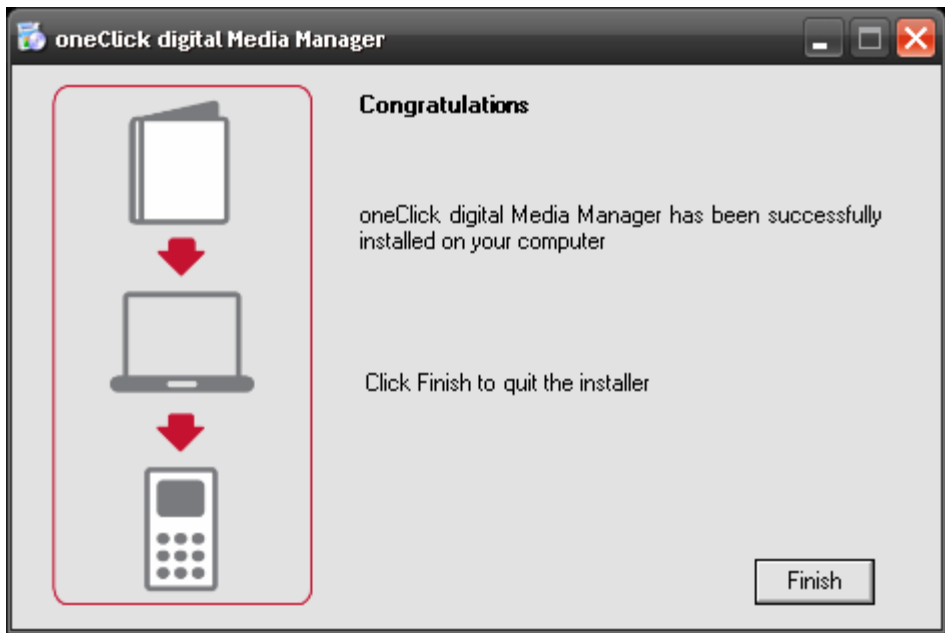 oneClick digital Media Manager
Congratulations
oneClick digital Media Manager has been successfully
installed on your computer
Click Finish to quit the installer
Finish